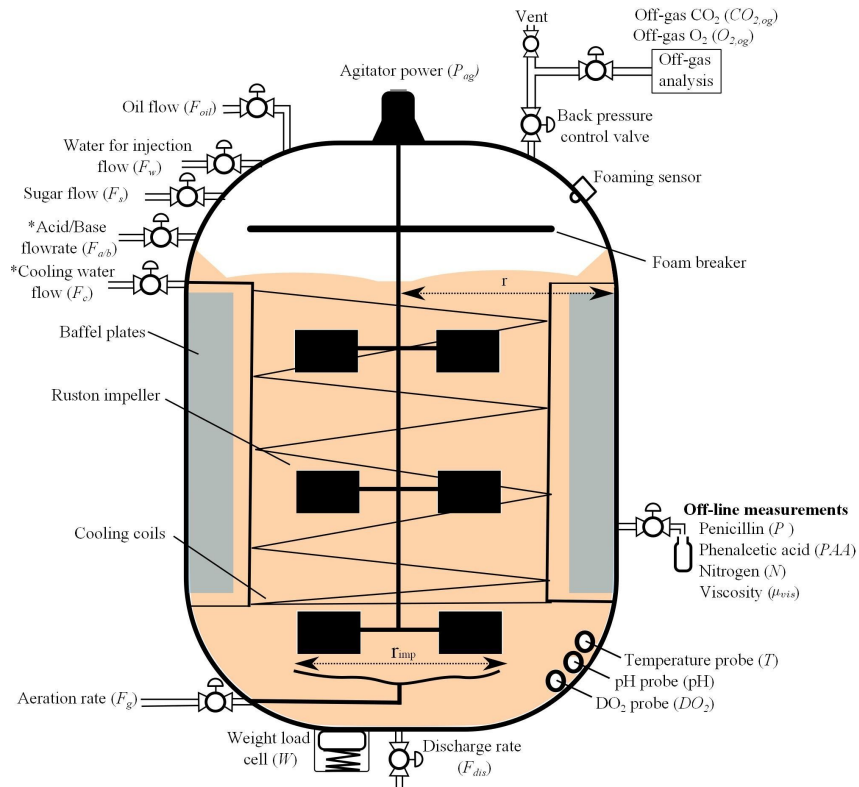 Vent
Off-gas CO₂ (CO₂,og)
Off-gas O₂ (O₂,og)
Off-gas
analysis
Agitator power (Pag)
Back pressure
control valve
Oil flow (Foil)
Water for injection
flow (Fw)
Sugar flow (Fs)
Foaming sensor
*Acid/Base
flowrate (Fa/b)
Foam breaker
*Cooling water
flow (Fc)
r
Baffel plates
Ruston impeller
Off-line measurements
Penicillin (P )
Phenalcetic acid (PAA)
Nitrogen (N)
Viscosity (μvis)
Cooling coils
rimp
Temperature probe (T)
pH probe (pH)
DO₂ probe (DO₂)
Aeration rate (Fg)
Weight load
cell (W)
Discharge rate
(Fdis)